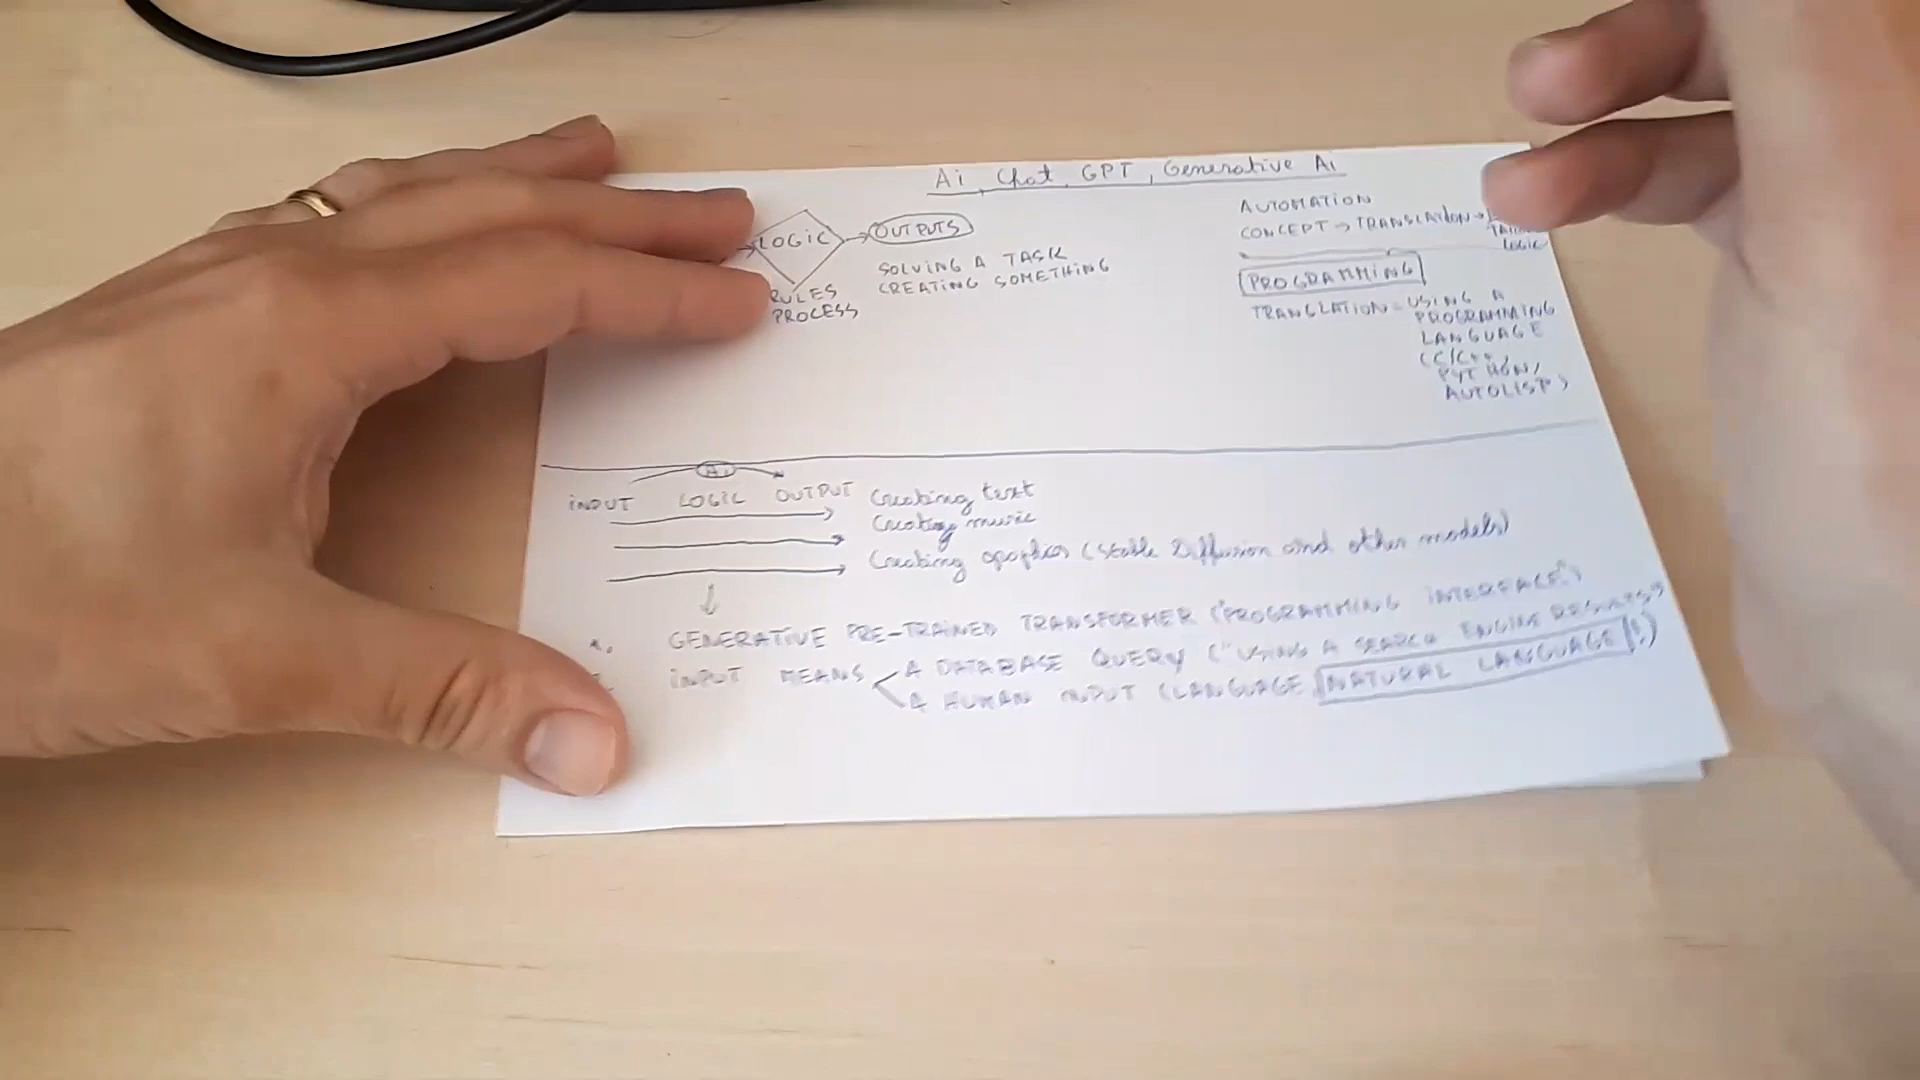 Ai, Chat, GPT, Generative Ai
LOGIC
OUTPUTS
RULES
PROCESS
SOLVING A TASK
CREATING SOMETHING
AUTOMATION
CONCEPT → TRANSLATION →
LOGIC
PROGRAMMING
TRANSLATION = USING A
PROGRAMMING
LANGUAGE
(C/C++,
PYTHON,
AUTOLISP)
Ai
INPUT LOGIC OUTPUT
Creating text
Creating music
Creating graphics (Stable Diffusion and other models)
GENERATIVE PRE-TRAINED TRANSFORMER ("PROGRAMMING INTERFACE")
INPUT MEANS
A DATABASE QUERY ("USING A SEARCH ENGINE RESULTS"
A HUMAN INPUT (LANGUAGE, NATURAL LANGUAGE!)